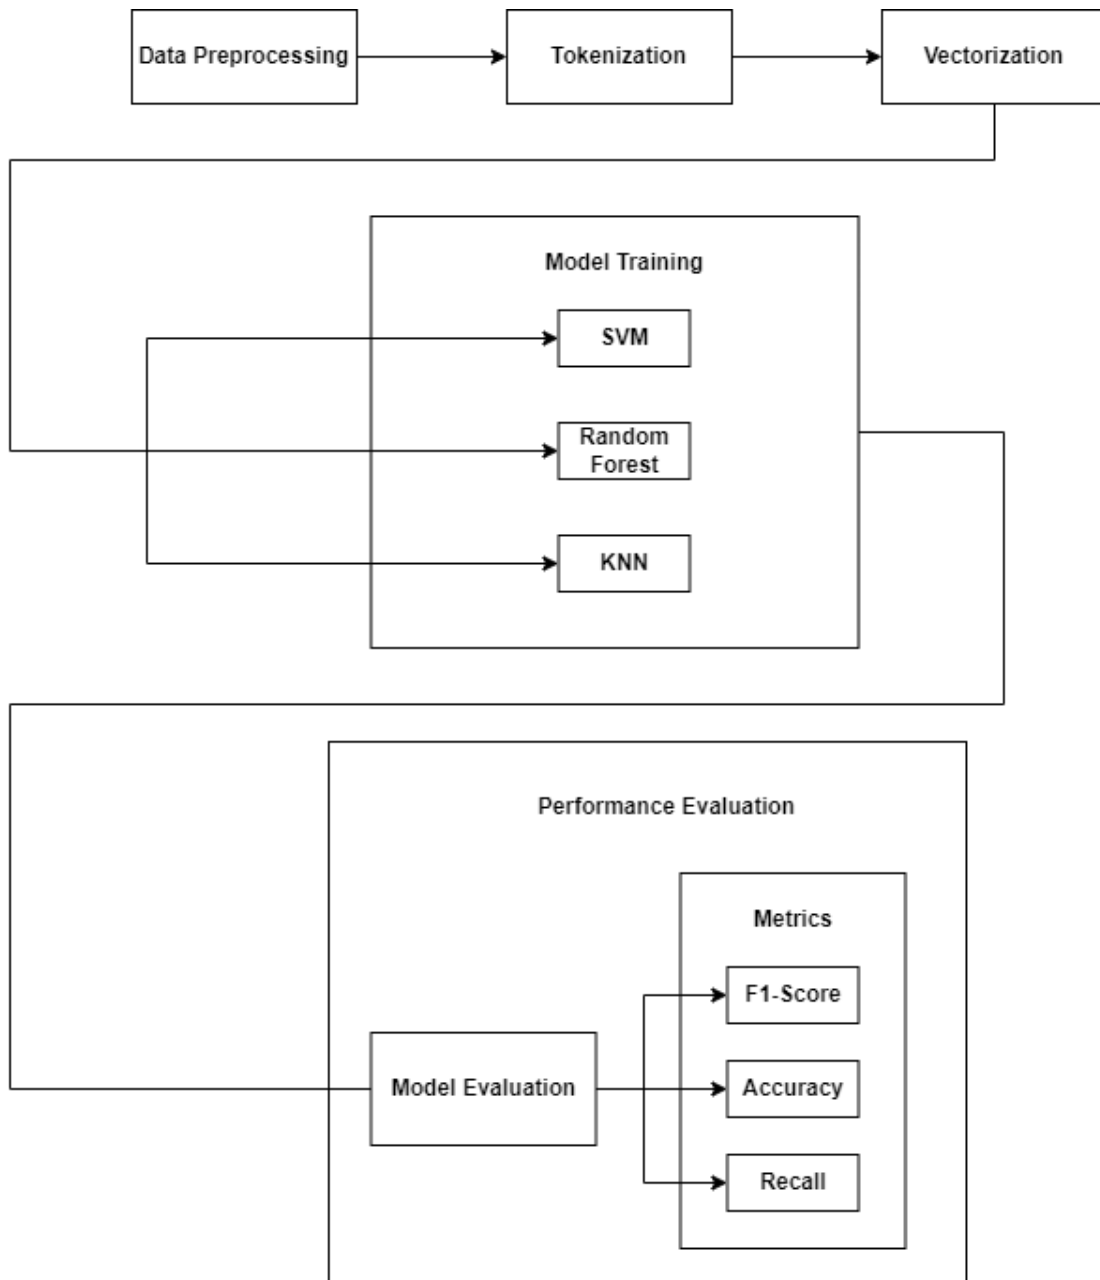 Data Preprocessing
Tokenization
Vectorization
Model Training
SVM
Random
Forest
KNN
Performance Evaluation
Metrics
F1-Score
Model Evaluation
Accuracy
Recall